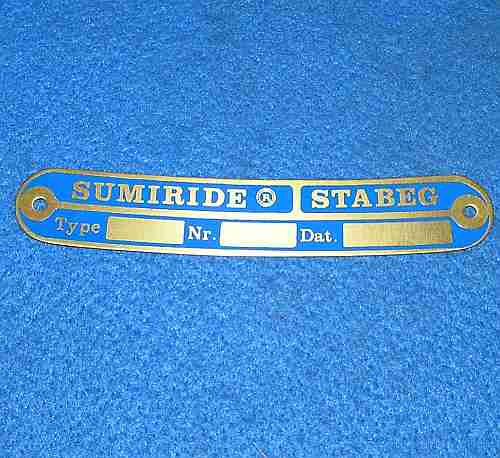 SUMIRIDE ® STABEG
Type Nr. Dat.